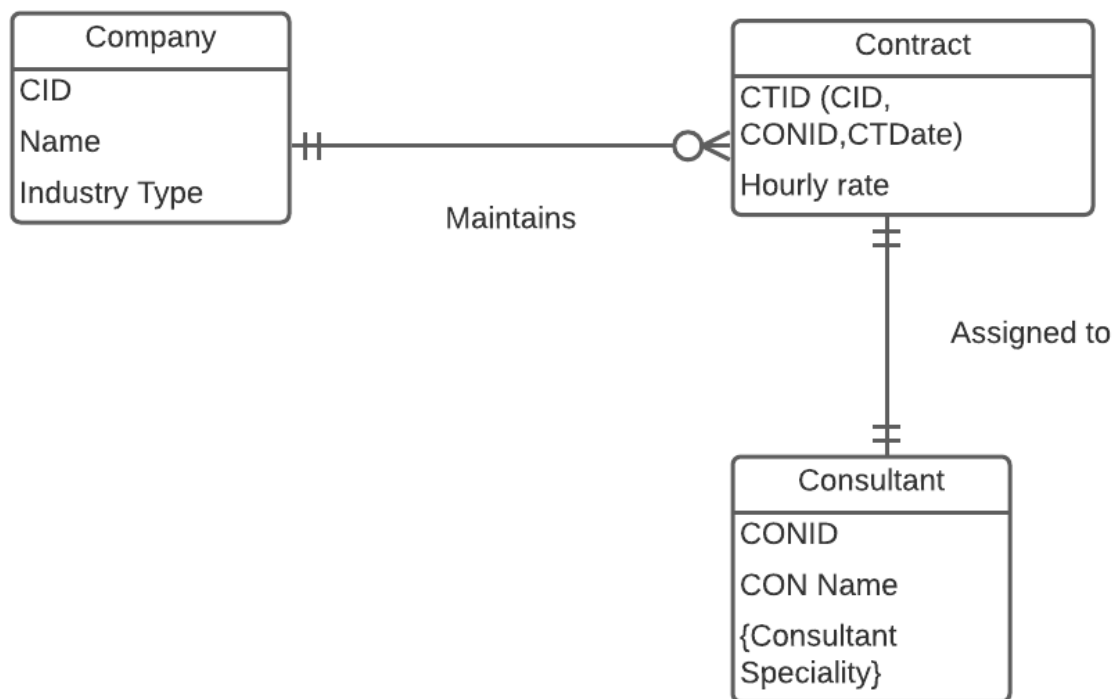 Company
CID
Name
Industry Type
Maintains
Contract
CTID (CID,
CONID,CTDate)
Hourly rate
Assigned to
Consultant
CONID
CON Name
{Consultant
Speciality}